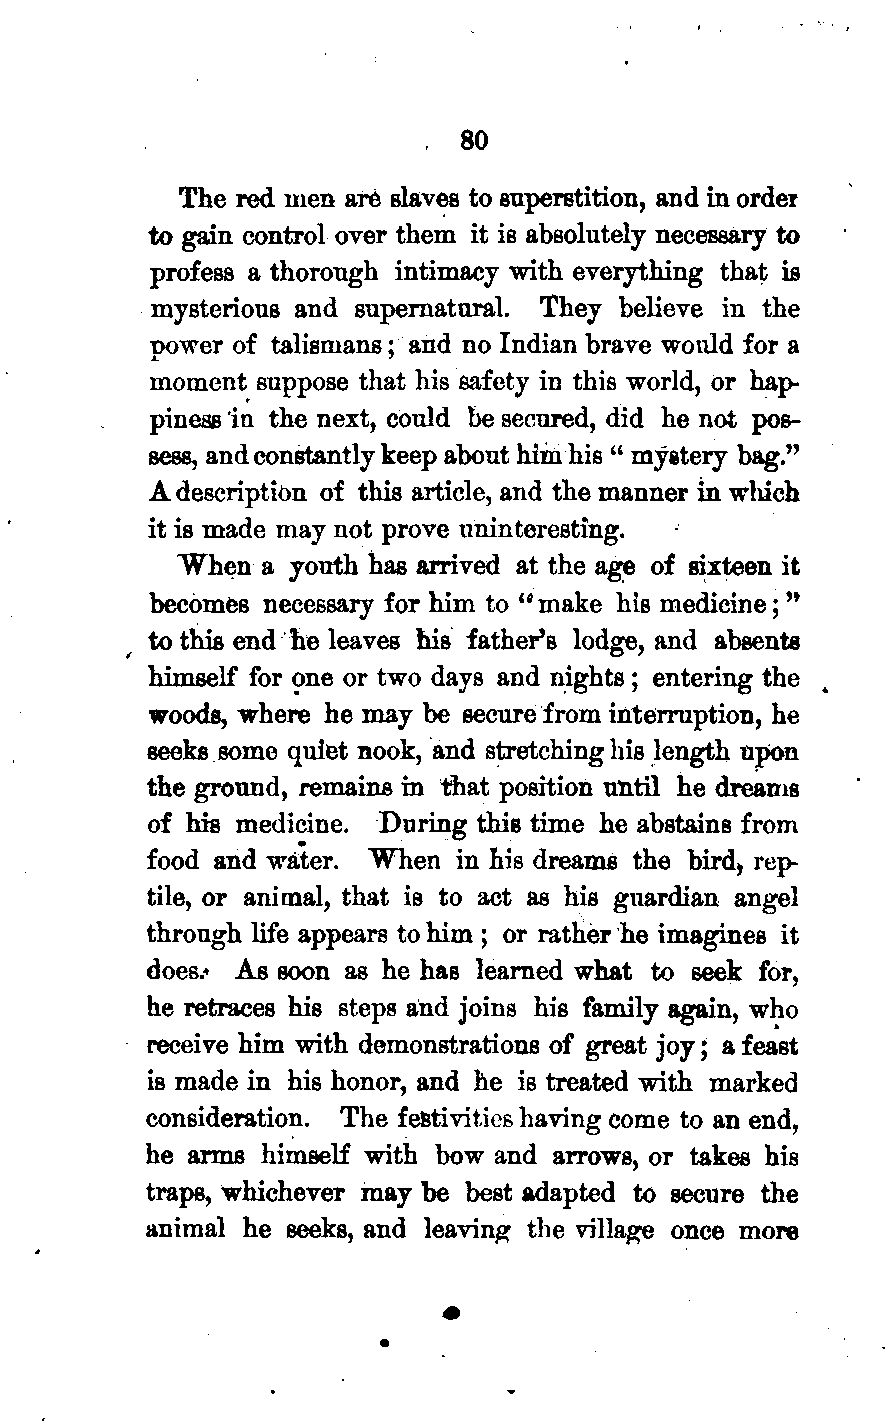 80
The red men are slaves to superstition, and in order
to gain control over them it is absolutely necessary to
profess a thorough intimacy with everything that is
mysterious and supernatural. They believe in the
power of talismans; and no Indian brave would for a
moment suppose that his safety in this world, or hap-
piness in the next, could be secured, did he not pos-
sess, and constantly keep about him his “ mystery bag.”
A description of this article, and the manner in which
it is made may not prove uninteresting.
When a youth has arrived at the age of sixteen it
becomes necessary for him to “make his medicine;”
to this end he leaves his father’s lodge, and absents
himself for one or two days and nights; entering the
woods, where he may be secure from interruption, he
seeks some quiet nook, and stretching his length upon
the ground, remains in that position until he dreams
of his medicine. During this time he abstains from
food and water. When in his dreams the bird, rep-
tile, or animal, that is to act as his guardian angel
through life appears to him; or rather he imagines it
does. As soon as he has learned what to seek for,
he retraces his steps and joins his family again, who
receive him with demonstrations of great joy; a feast
is made in his honor, and he is treated with marked
consideration. The festivities having come to an end,
he arms himself with bow and arrows, or takes his
traps, whichever may be best adapted to secure the
animal he seeks, and leaving the village once more